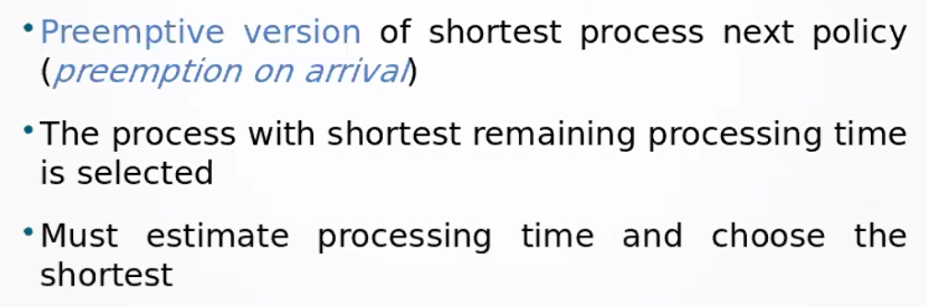 •Preemptive version of shortest process next policy
(preemption on arrival)
•The process with shortest remaining processing time
is selected
•Must estimate processing time and choose the
shortest